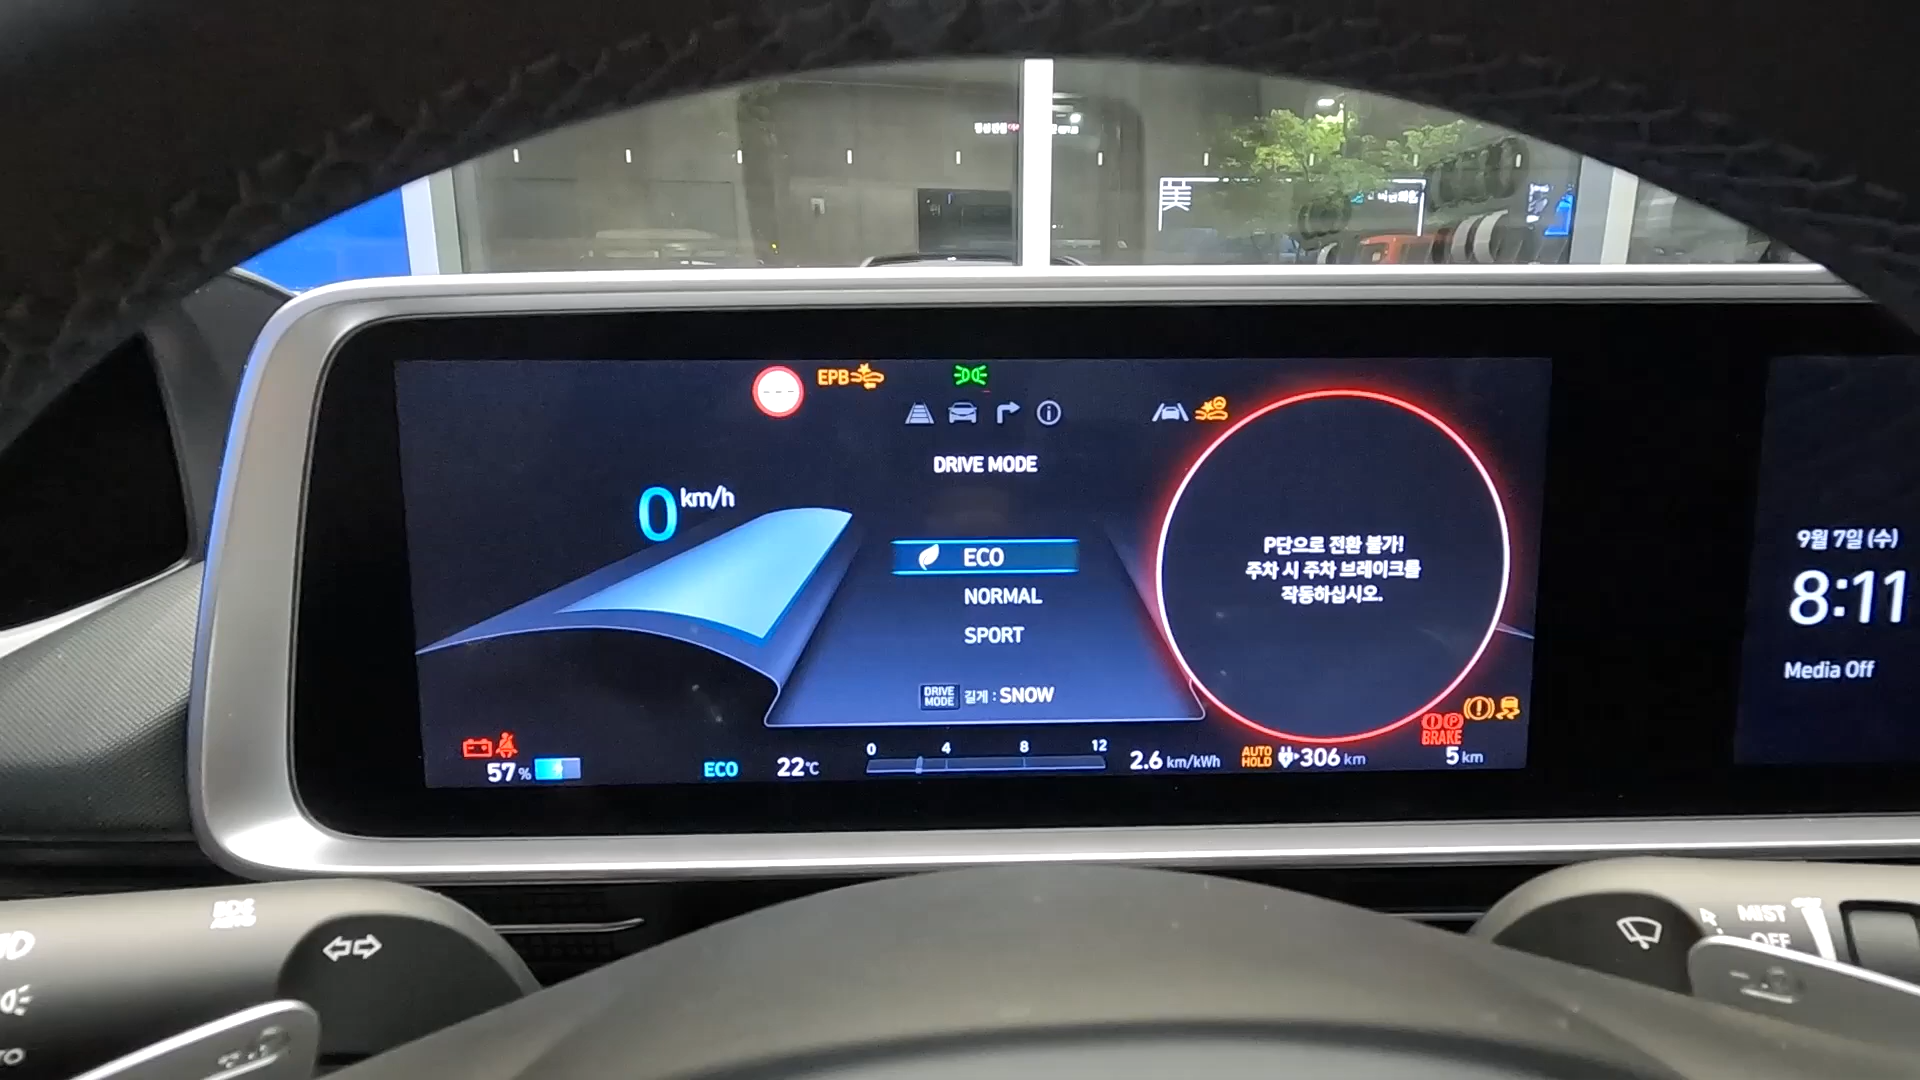 EPB
DRIVE MODE
0 km/h
ECO
NORMAL
SPORT
DRIVE MODE 길게 : SNOW
P단으로 전환 불가!
주차 시 주차 브레이크를
작동하십시오.
BRAKE
57 %
ECO
22℃
0 4 8 12
2.6 km/kWh
AUTO HOLD
306 km
5 km
9월 7일 (수)
8:11
Media Off
MIST
OFF